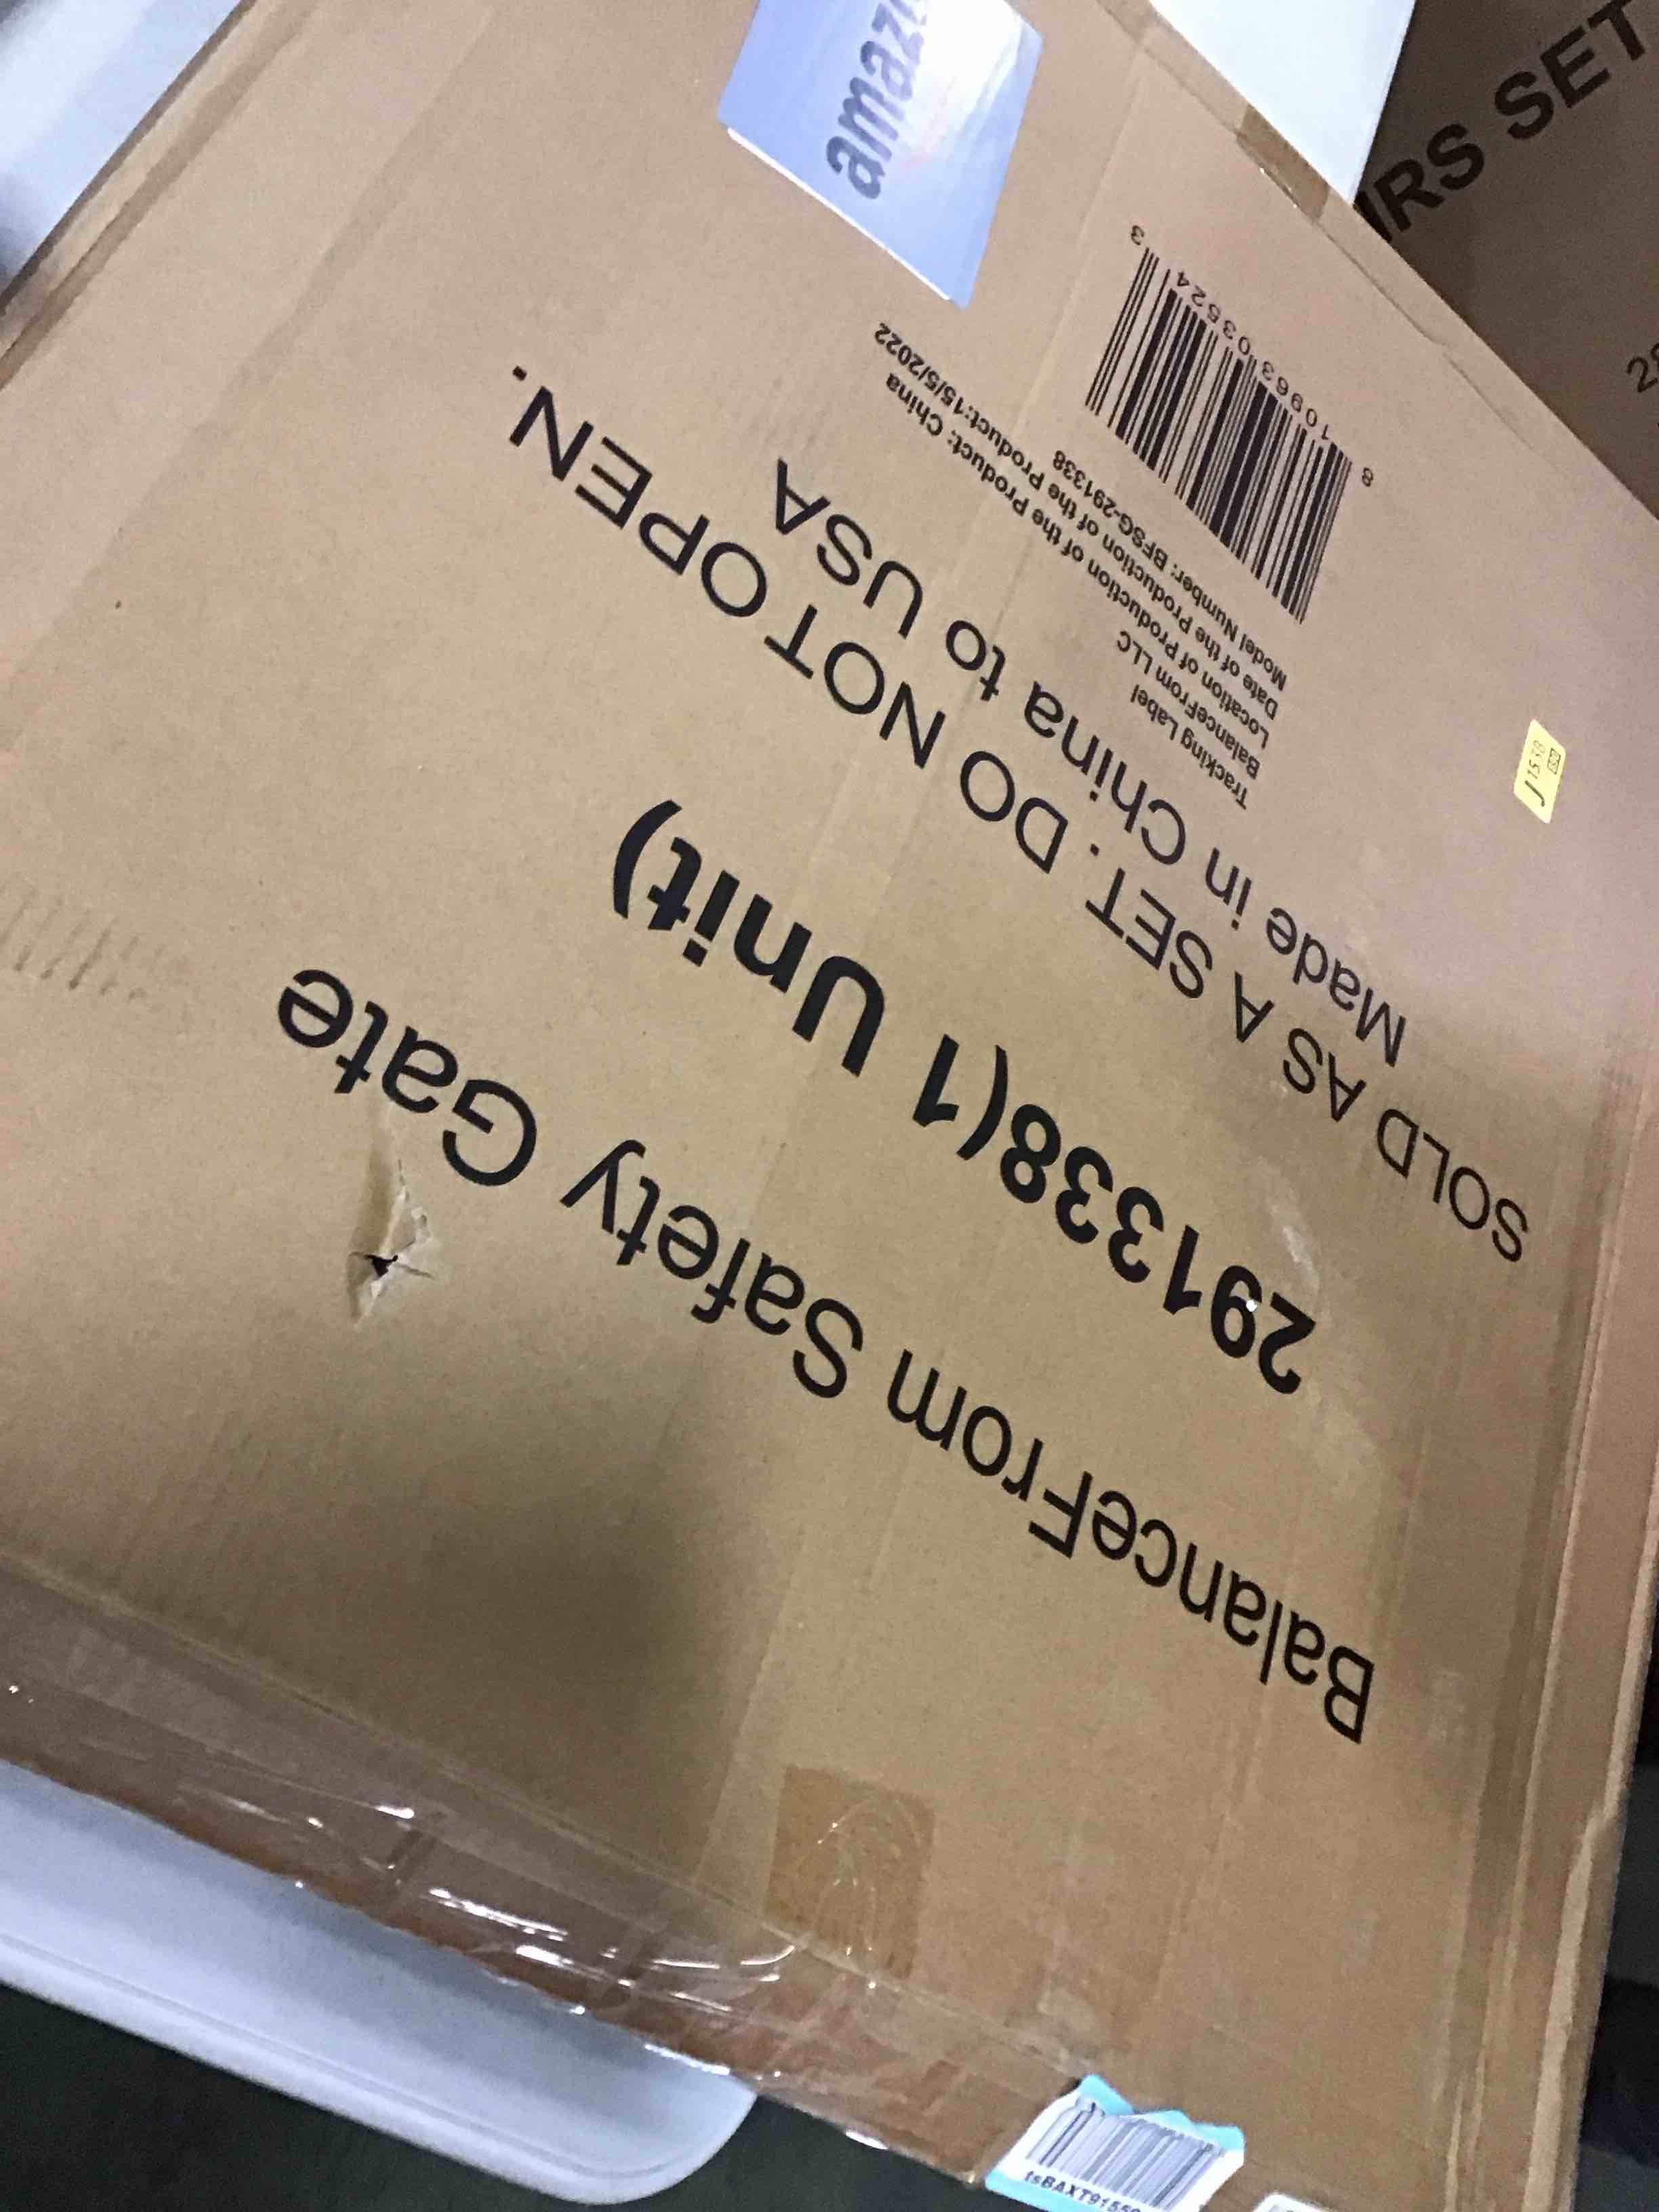 BalanceFrom Safety Gate
291338(1 Unit)
SOLD AS A SET. DO NOT OPEN.
Made in China to USA
Tracking Label
BalanceFrom LLC
Location of Production of the Product: China
Date of the Production of the Product:15/5/2022
Model Number: BFSG-291338
8 10963 03524 3
J
SET